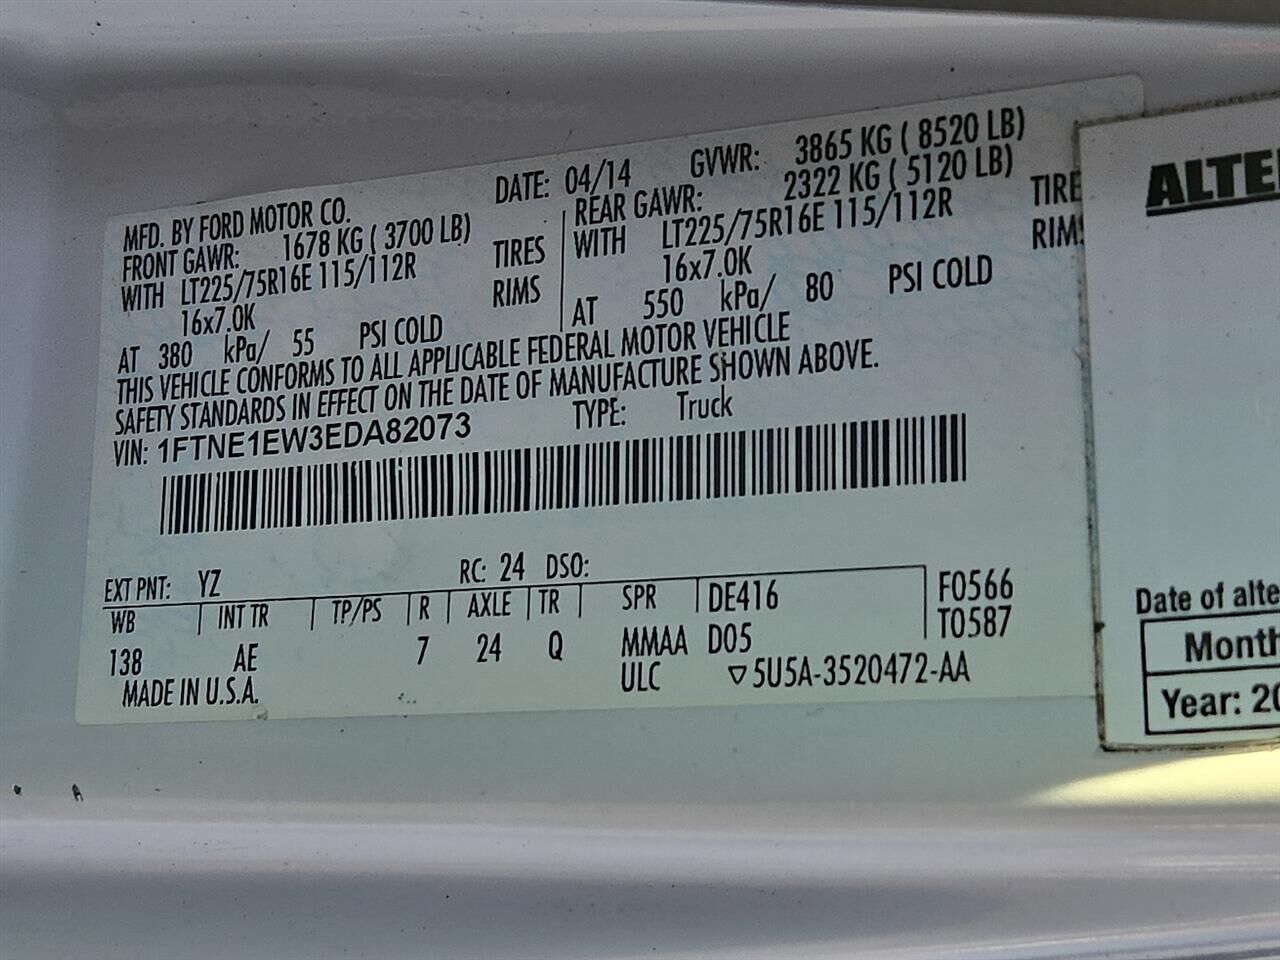 MFD. BY FORD MOTOR CO. DATE: 04/14 GVWR: 3865 KG ( 8520 LB)
FRONT GAWR: 1678 KG ( 3700 LB) REAR GAWR: 2322 KG ( 5120 LB)
WITH LT225/75R16E 115/112R TIRES WITH LT225/75R16E 115/112R TIRE
16x7.0K RIMS 16x7.0K RIMS
AT 380 kPa/ 55 PSI COLD AT 550 kPa/ 80 PSI COLD
THIS VEHICLE CONFORMS TO ALL APPLICABLE FEDERAL MOTOR VEHICLE
SAFETY STANDARDS IN EFFECT ON THE DATE OF MANUFACTURE SHOWN ABOVE.
VIN: 1FTNE1EW3EDA82073 TYPE: Truck
EXT PNT: YZ RC: 24 DSO:
WB INT TR TP/PS R AXLE TR SPR DE416 F0566
138 AE 7 24 Q MMAA D05 T0587
MADE IN U.S.A. ULC ▽5U5A-3520472-AA
ALTE
Date of alte
Month
Year: 20